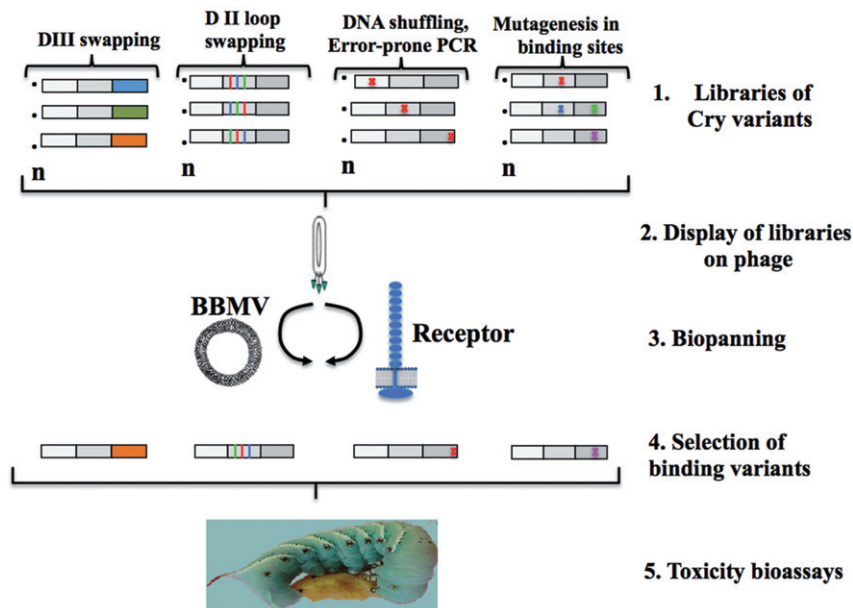 DIII swapping
D II loop
swapping
DNA shuffling,
Error-prone PCR
Mutagenesis in
binding sites
n
n
n
n
1. Libraries of
Cry variants
2. Display of libraries
on phage
BBMV
Receptor
3. Biopanning
4. Selection of
binding variants
5. Toxicity bioassays